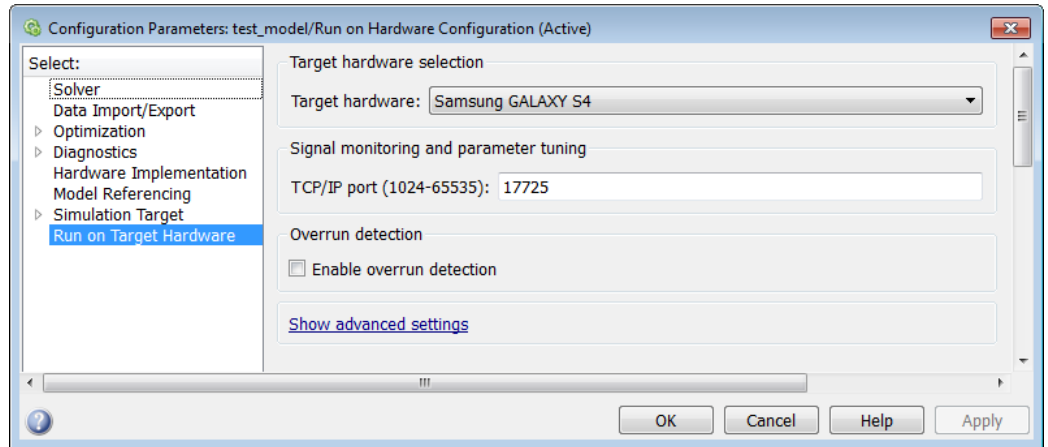 Configuration Parameters: test_model/Run on Hardware Configuration (Active)
Select:
Solver
Data Import/Export
Optimization
Diagnostics
Hardware Implementation
Model Referencing
Simulation Target
Run on Target Hardware
Target hardware selection
Target hardware: Samsung GALAXY S4
Signal monitoring and parameter tuning
TCP/IP port (1024-65535): 17725
Overrun detection
Enable overrun detection
Show advanced settings
OK Cancel Help Apply